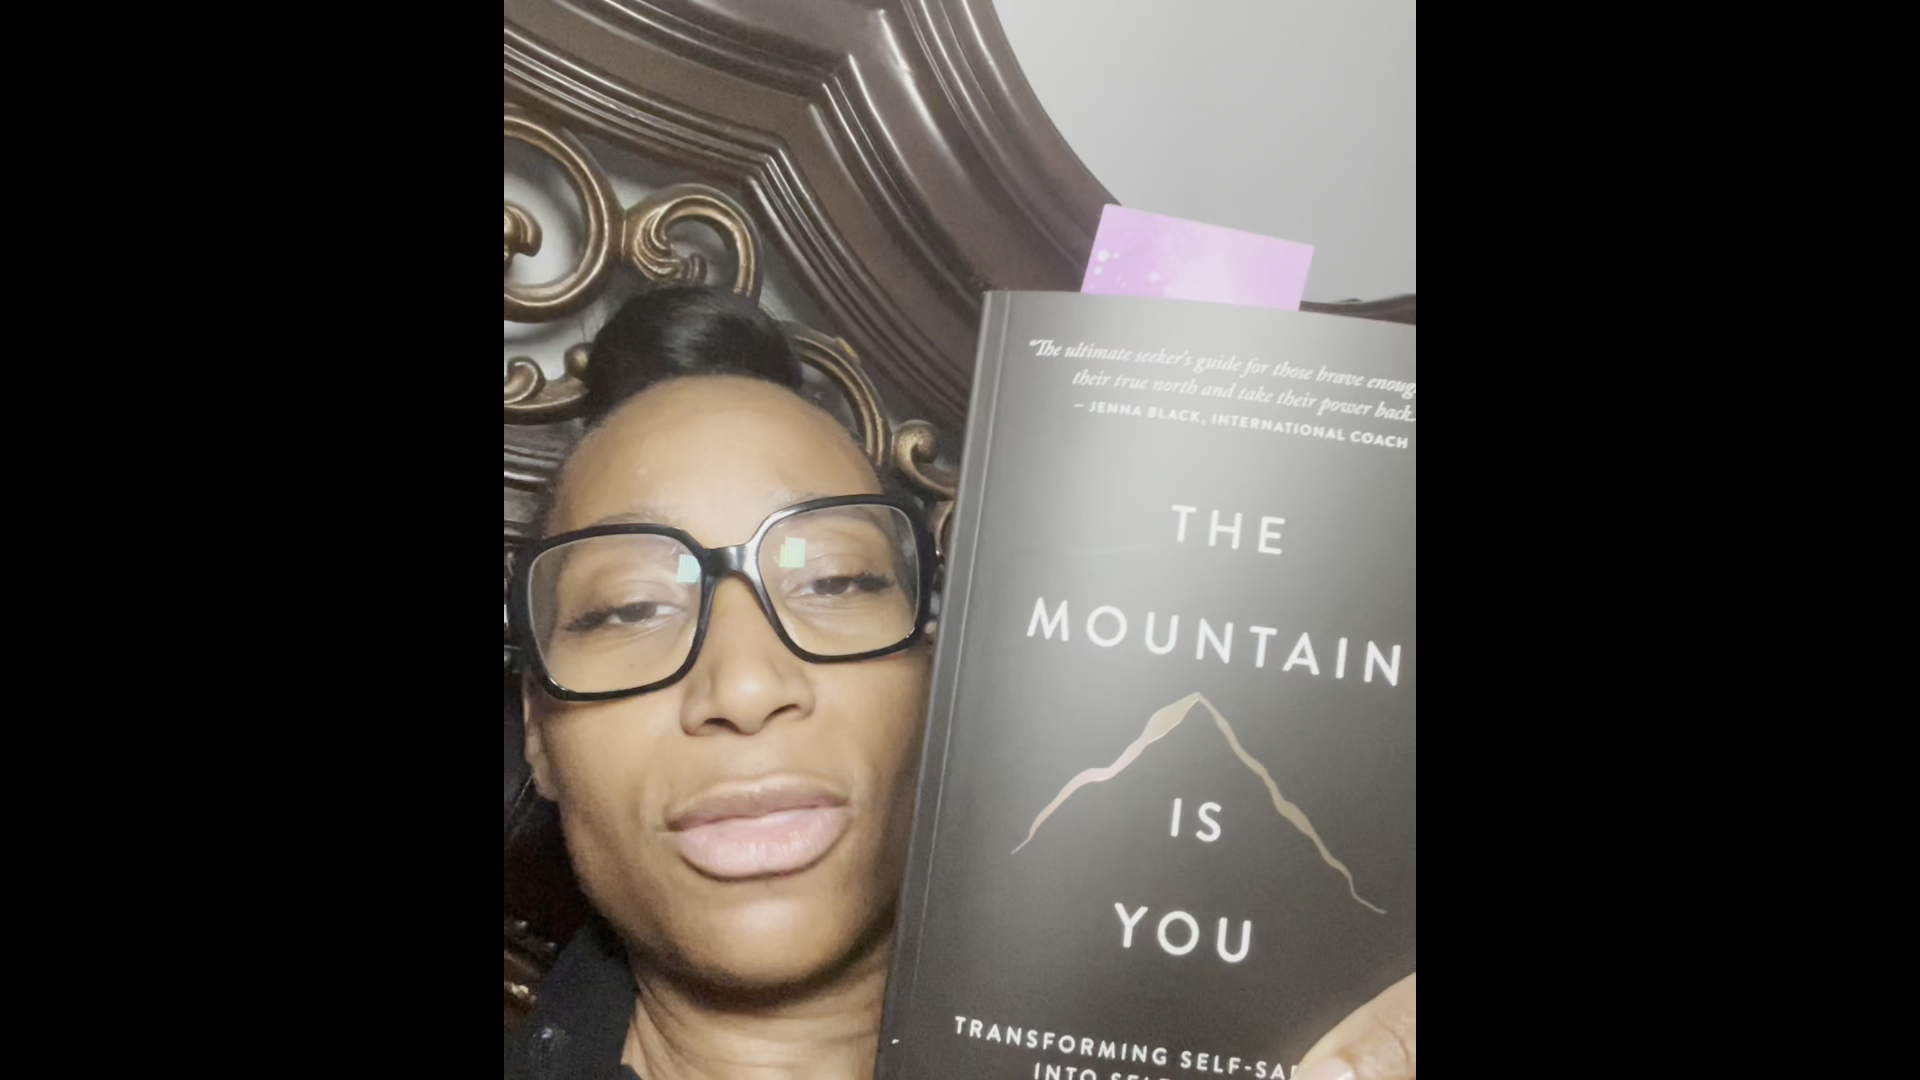 "The ultimate seeker's guide for those brave
their true north and take their power back.
– JENNA BLACK, INTERNATIONAL COACH
THE
MOUNTAIN
IS
YOU
TRANSFORMING
INTO